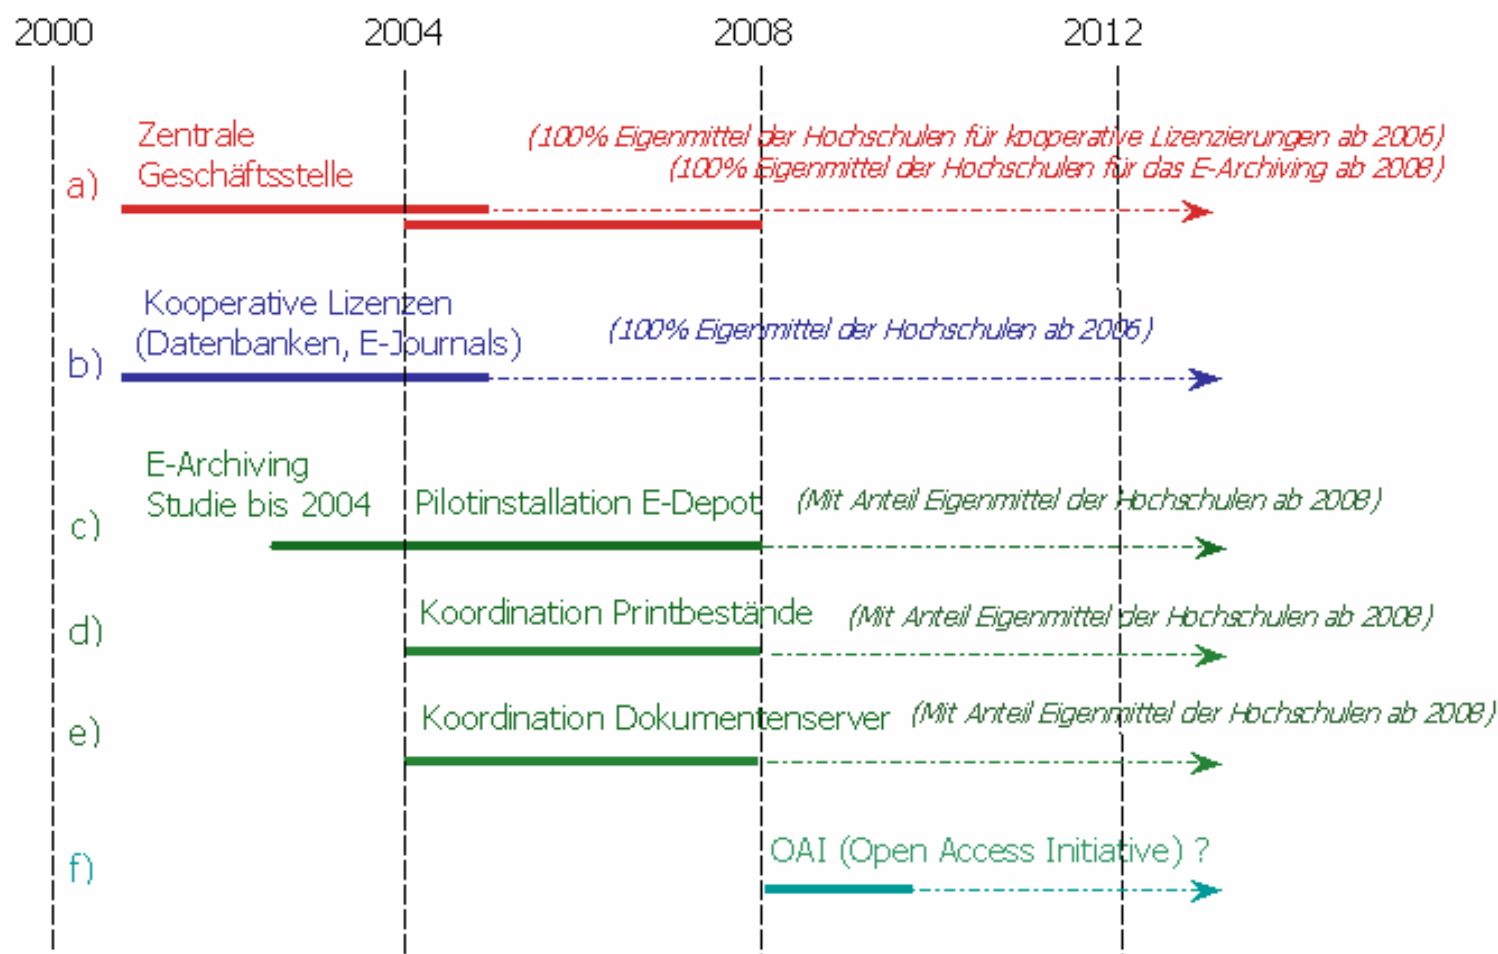 2000 2004 2008 2012
Zentrale
Geschäftsstelle
(100% Eigenmittel der Hochschulen für kooperative Lizenzierungen ab 2006)
(100% Eigenmittel der Hochschulen für das E-Archiving ab 2008)
a)
Kooperative Lizenzen
(Datenbanken, E-Journals)
(100% Eigenmittel der Hochschulen ab 2006)
b)
E-Archiving
Studie bis 2004
Pilotinstallation E-Depot
(Mit Anteil Eigenmittel der Hochschulen ab 2008)
c)
Koordination Printbestände
(Mit Anteil Eigenmittel der Hochschulen ab 2008)
d)
Koordination Dokumentenserver
(Mit Anteil Eigenmittel der Hochschulen ab 2008)
e)
OAI (Open Access Initiative) ?
f)